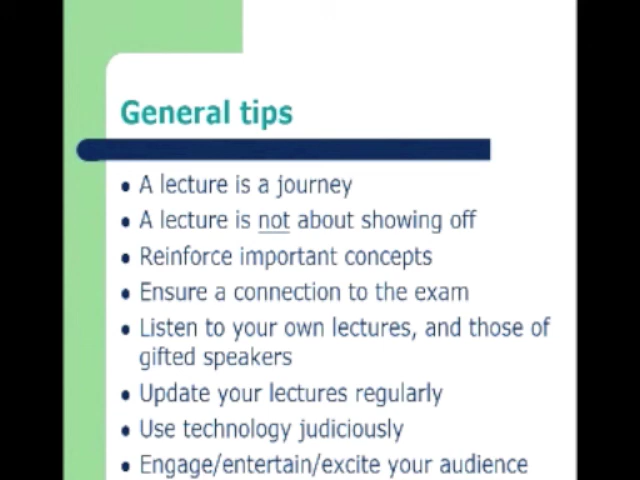 General tips
• A lecture is a journey
• A lecture is not about showing off
• Reinforce important concepts
• Ensure a connection to the exam
• Listen to your own lectures, and those of
gifted speakers
• Update your lectures regularly
• Use technology judiciously
• Engage/entertain/excite your audience